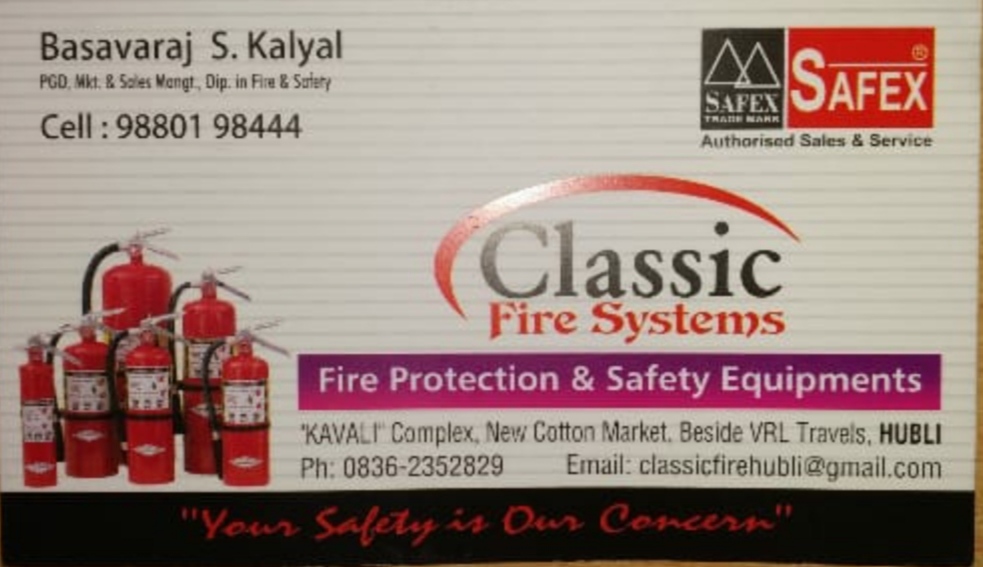 Basavaraj S. Kalyal
PGD, Mkt. & Sales Mangt., Dip. in Fire & Safety
Cell : 98801 98444
SAFEX
TRADE MARK
SAFEX
®
Authorised Sales & Service
Classic
Fire Systems
Fire Protection & Safety Equipments
'KAVALI' Complex, New Cotton Market, Beside VRL Travels, HUBLI
Ph: 0836-2352829 Email: classicfirehubli@gmail.com
"Your Safety is Our Concern"